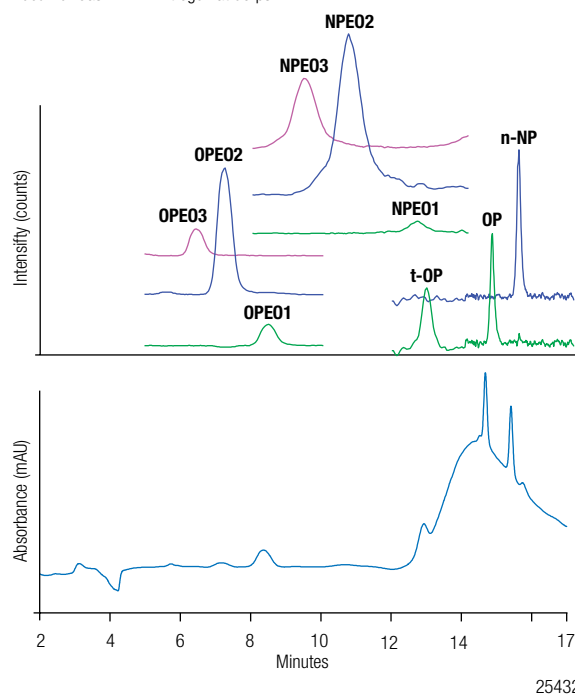 NPEO2
NPEO3
n-NP
OPEO2
NPEO1
OP
OPEO3
t-OP
OPEO1
Intensifty (counts)
Absorbance (mAU)
2 4 6 8 10 12 14 17
Minutes
25432